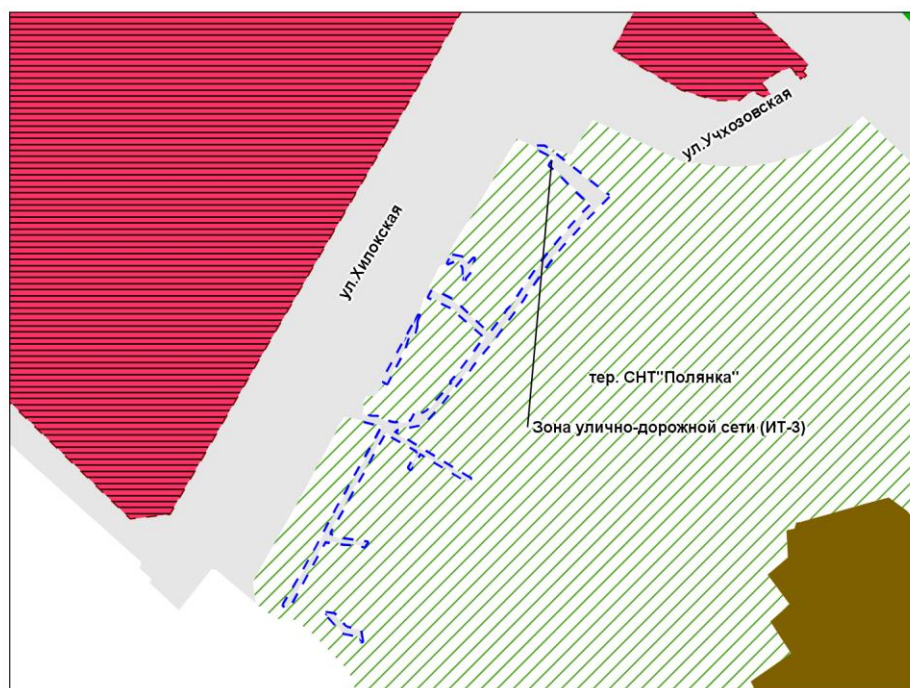 ул.Учхозовская
ул.Хилокская
тер. СНТ"Полянка"
Зона улично-дорожной сети (ИТ-3)